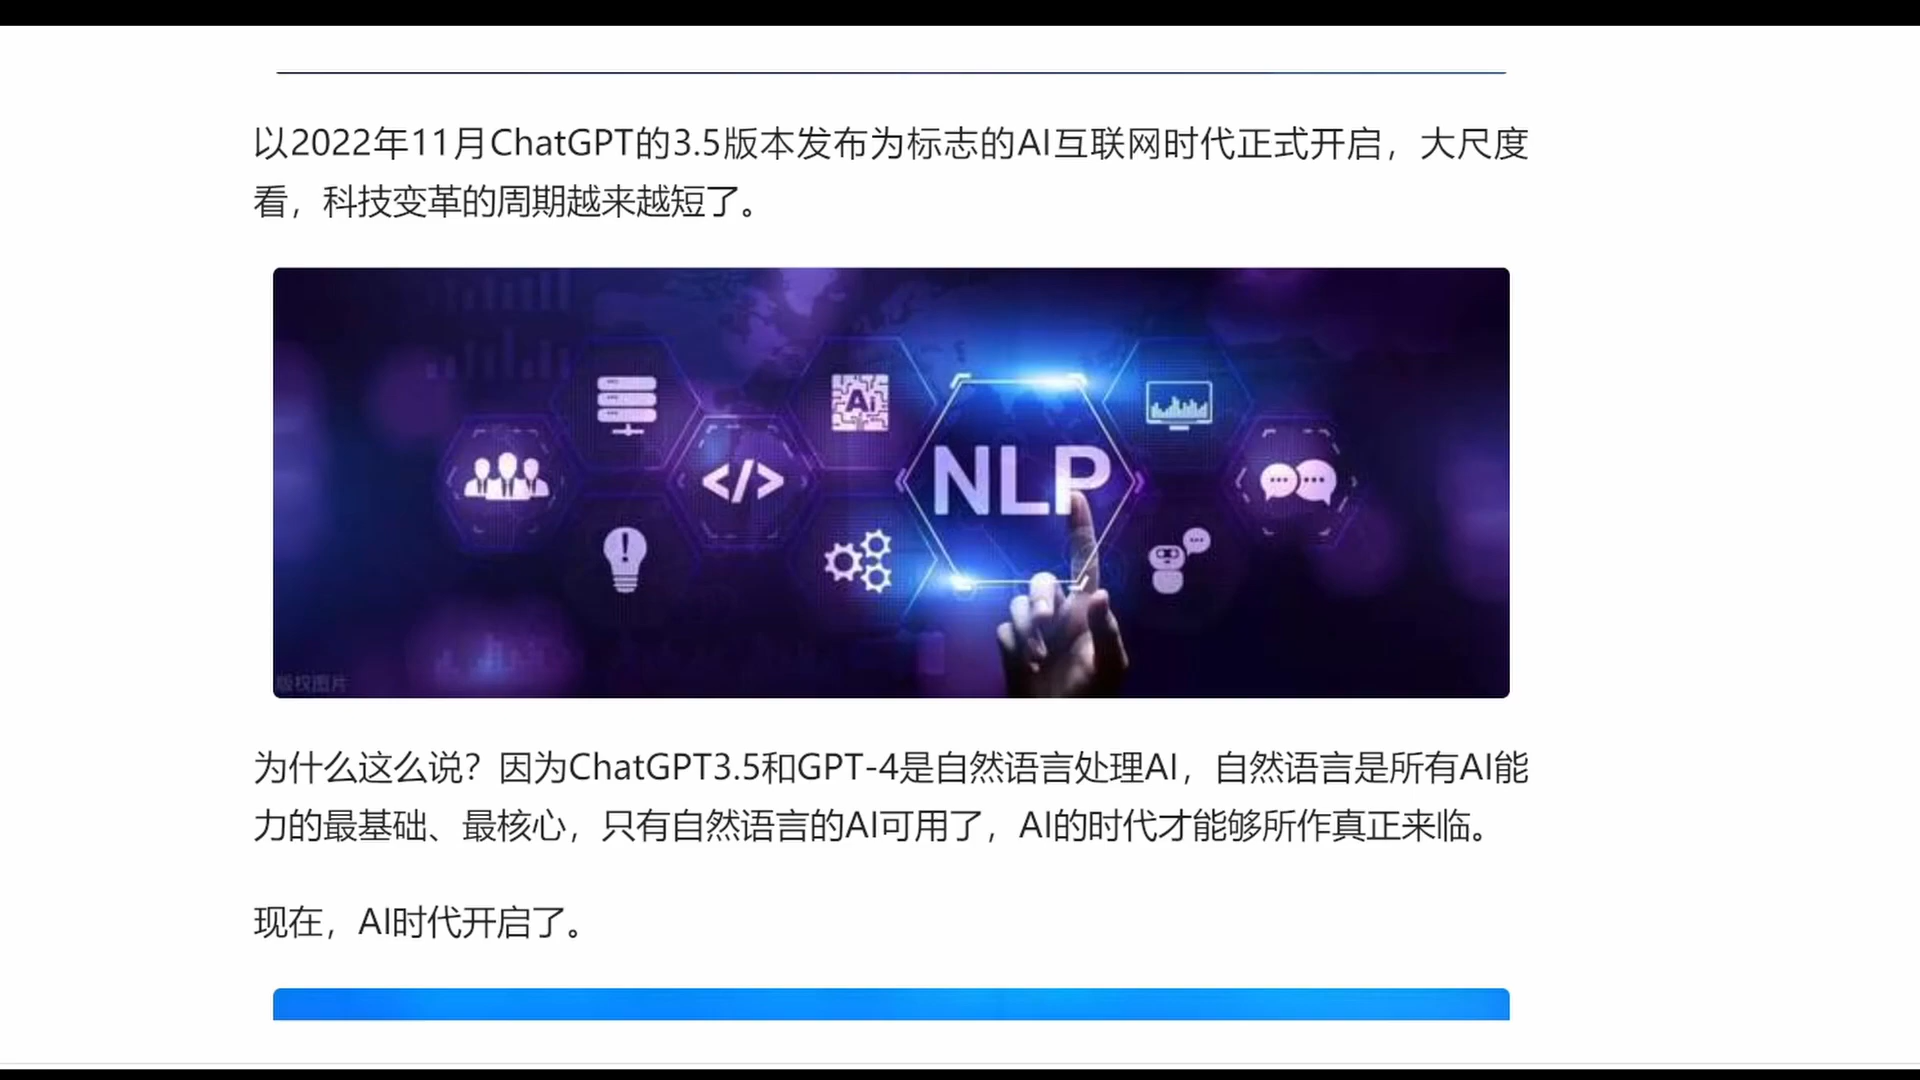 以2022年11月ChatGPT的3.5版本发布为标志的AI互联网时代正式开启，大尺度
看，科技变革的周期越来越短了。
Ai
NLP
版权图片
为什么这么说？因为ChatGPT3.5和GPT-4是自然语言处理AI，自然语言是所有AI能
力的最基础、最核心，只有自然语言的AI可用了，AI的时代才能够所作真正来临。
现在，AI时代开启了。